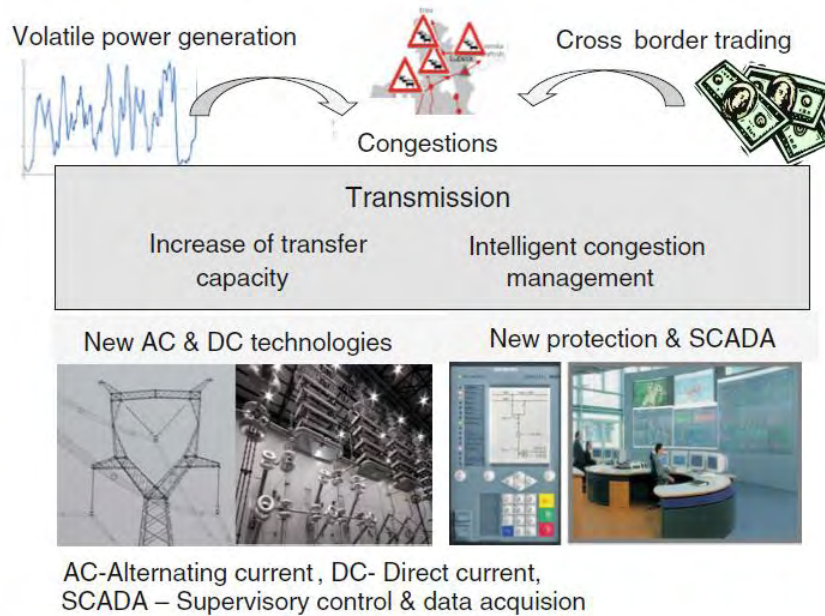 Volatile power generation
Cross border trading
Congestions
Transmission
Increase of transfer
capacity
Intelligent congestion
management
New AC & DC technologies
New protection & SCADA
AC-Alternating current, DC- Direct current,
SCADA – Supervisory control & data acquision